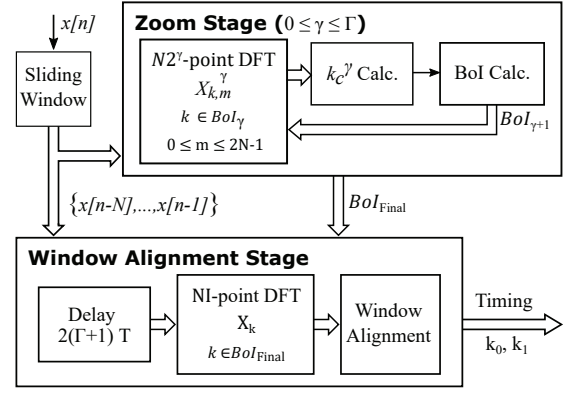 x[n]
Sliding
Window
Zoom Stage (0 ≤ γ ≤ Γ)
N2^γ-point DFT
X_{k,m}^γ
k ∈ BoI_γ
0 ≤ m ≤ 2N-1
k_c^γ Calc.
BoI Calc.
BoI_{γ+1}
{x[n-N],...,x[n-1]}
BoI_Final
Window Alignment Stage
Delay
2(Γ+1) T
NI-point DFT
X_k
k ∈ BoI_Final
Window
Alignment
Timing
k_0, k_1